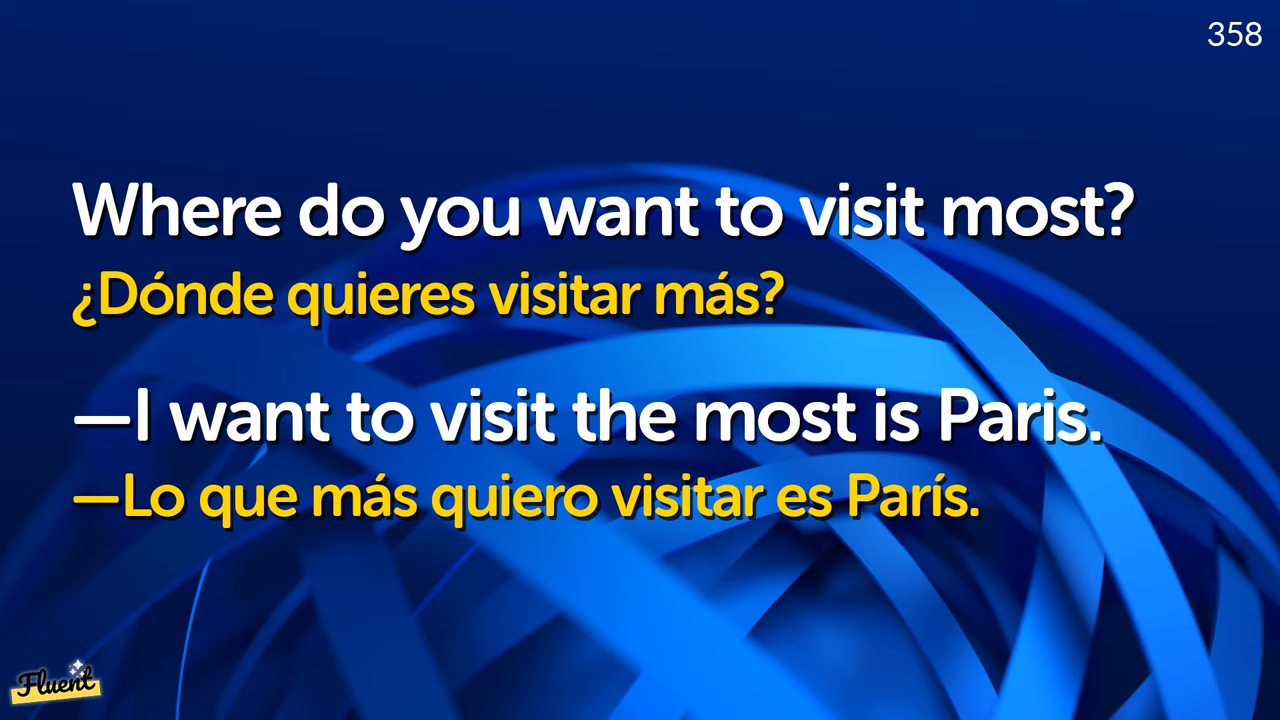 358
Where do you want to visit most?
¿Dónde quieres visitar más?
—I want to visit the most is Paris.
—Lo que más quiero visitar es París.
Fluent